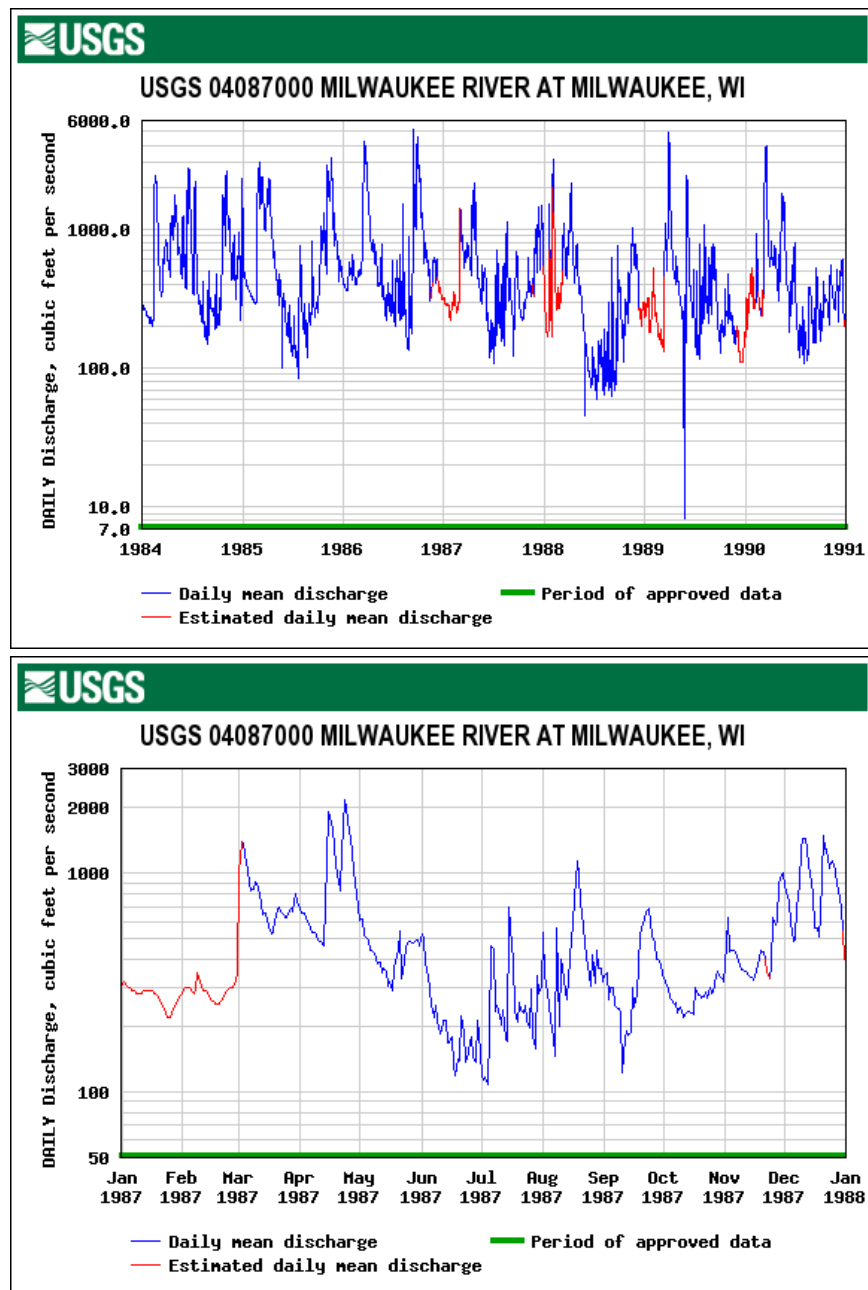 USGS
USGS 04087000 MILWAUKEE RIVER AT MILWAUKEE, WI
DAILY Discharge, cubic feet per second
6000.0
1000.0
100.0
10.0
7.0
1984 1985 1986 1987 1988 1989 1990 1991
Daily mean discharge Period of approved data
Estimated daily mean discharge
USGS
USGS 04087000 MILWAUKEE RIVER AT MILWAUKEE, WI
DAILY Discharge, cubic feet per second
3000
2000
1000
100
50
Jan Feb Mar Apr May Jun Jul Aug Sep Oct Nov Dec Jan
1987 1987 1987 1987 1987 1987 1987 1987 1987 1987 1987 1987 1988
Daily mean discharge Period of approved data
Estimated daily mean discharge